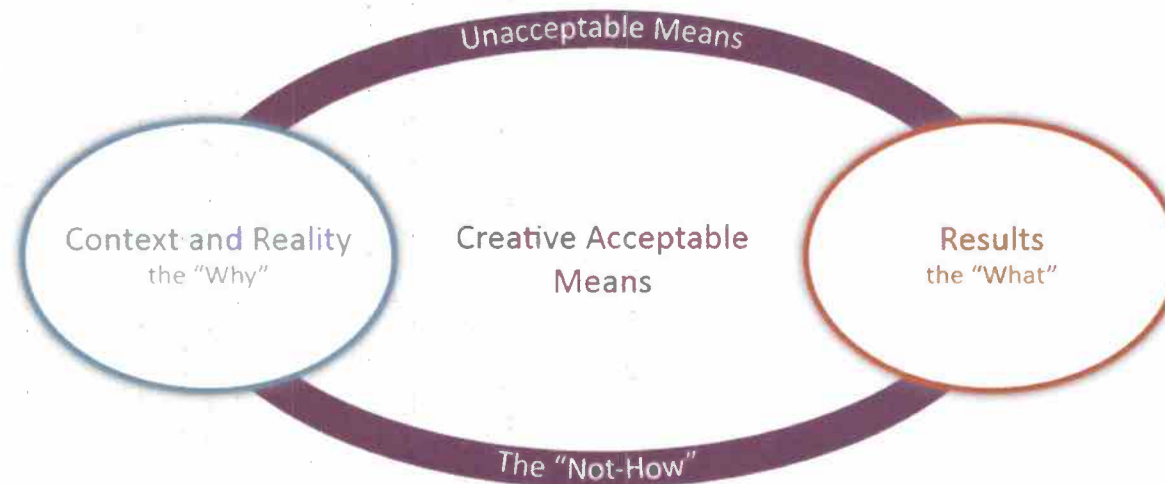 Unacceptable Means
Context and Reality
the "Why"
Creative Acceptable
Means
Results
the "What"
The "Not-How"